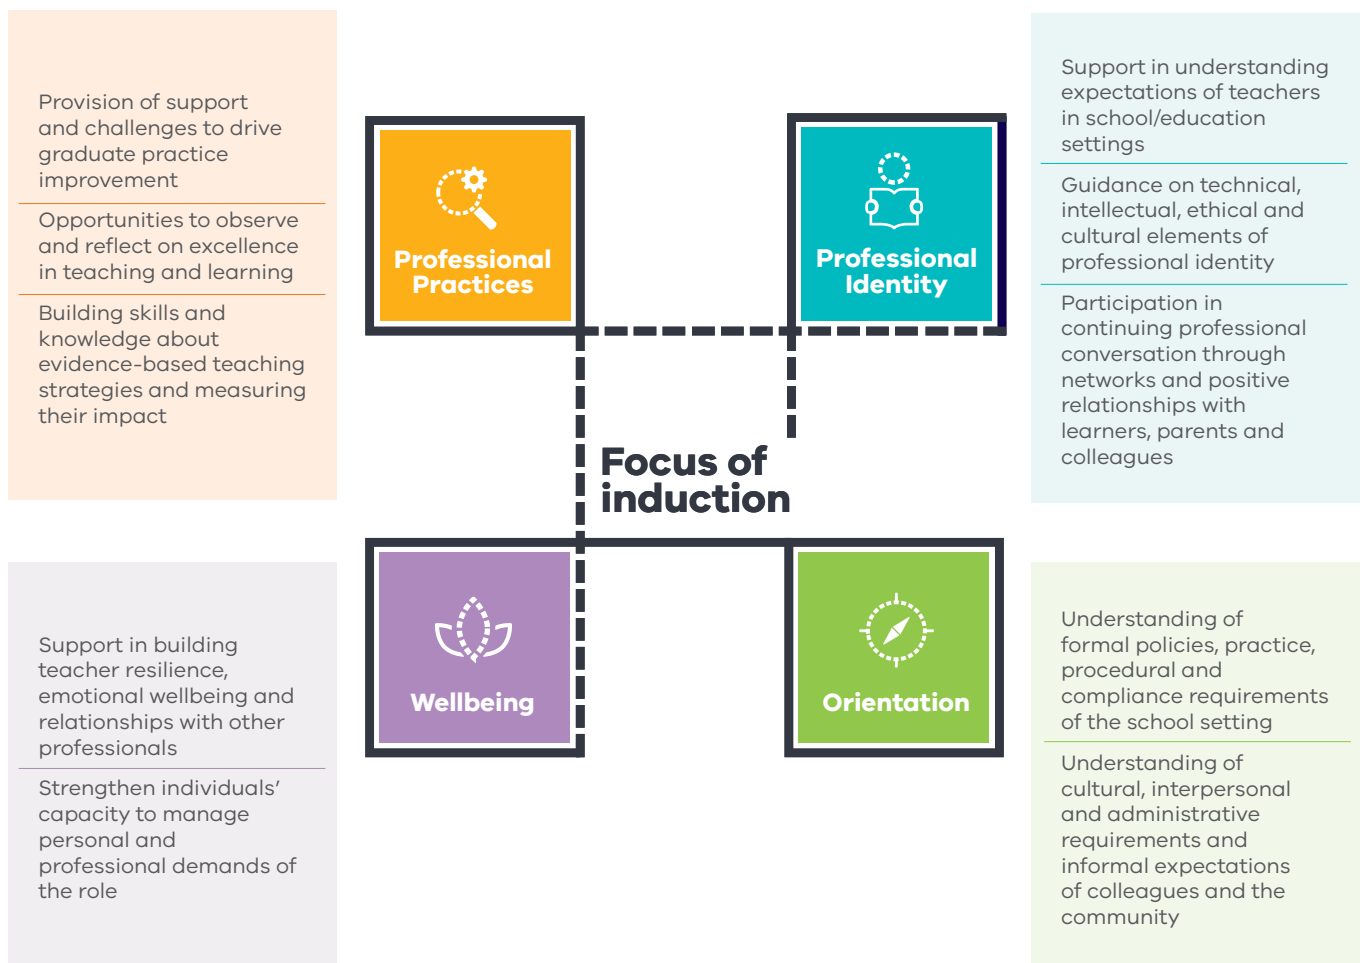 Provision of support
and challenges to drive
graduate practice
improvement
Opportunities to observe
and reflect on excellence
in teaching and learning
Building skills and
knowledge about
evidence-based teaching
strategies and measuring
their impact
Professional
Practices
Professional
Identity
Support in understanding
expectations of teachers
in school/education
settings
Guidance on technical,
intellectual, ethical and
cultural elements of
professional identity
Participation in
continuing professional
conversation through
networks and positive
relationships with
learners, parents and
colleagues
Focus of
induction
Support in building
teacher resilience,
emotional wellbeing and
relationships with other
professionals
Strengthen individuals’
capacity to manage
personal and
professional demands of
the role
Wellbeing
Orientation
Understanding of
formal policies, practice,
procedural and
compliance requirements
of the school setting
Understanding of
cultural, interpersonal
and administrative
requirements and
informal expectations
of colleagues and the
community